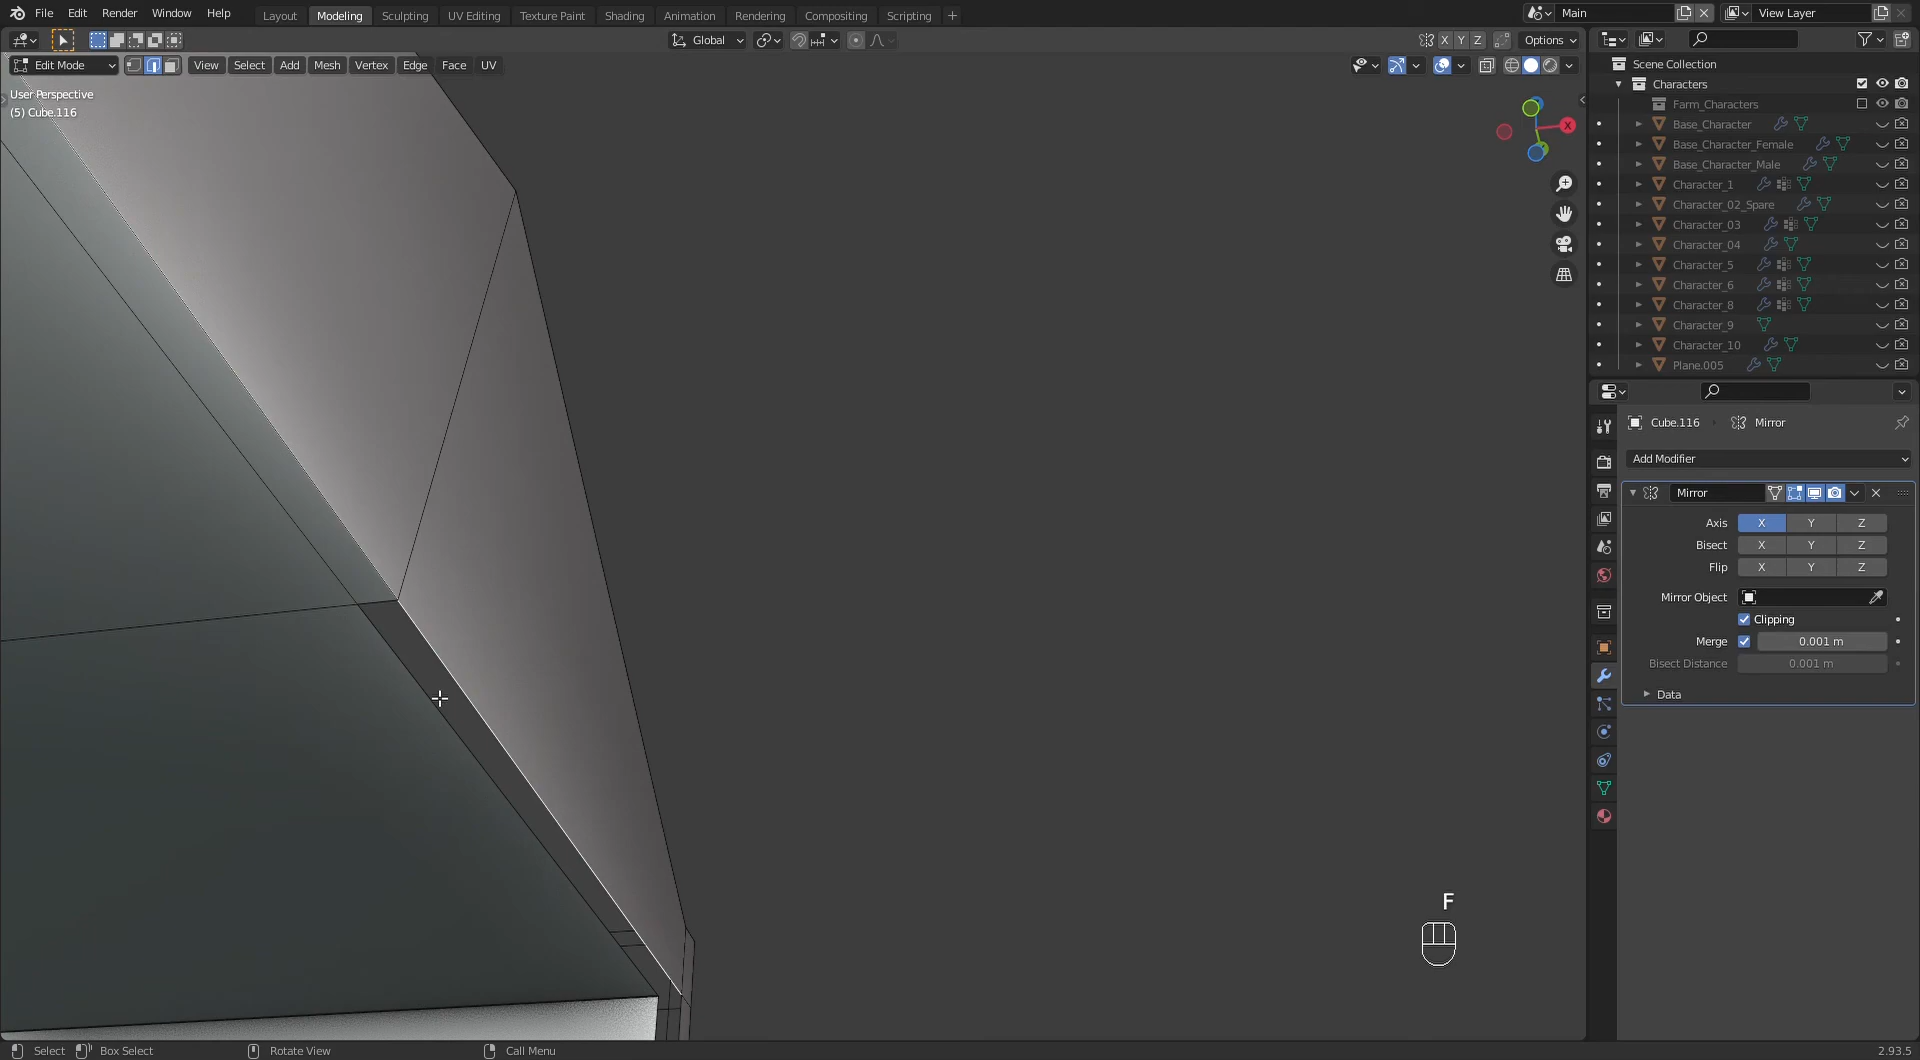 File Edit Render Window Help
Layout Modeling Sculpting UV Editing Texture Paint Shading Animation Rendering Compositing Scripting +
Main
View Layer
Global
X Y Z
Options
Edit Mode
View Select Add Mesh Vertex Edge Face UV
User Perspective
(5) Cube.116
X
F
Scene Collection
Characters
Farm_Characters
Base_Character
Base_Character_Female
Base_Character_Male
Character_1
Character_02_Spare
Character_03
Character_04
Character_5
Character_6
Character_8
Character_9
Character_10
Plane.005
Cube.116 › Mirror
Add Modifier
Mirror
Axis X Y Z
Bisect X Y Z
Flip X Y Z
Mirror Object
Clipping
Merge 0.001 m
Bisect Distance 0.001 m
Data
Select Box Select Rotate View Call Menu 2.93.5